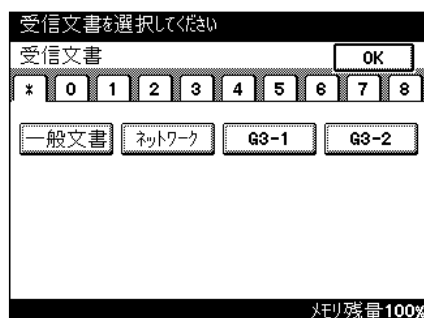 受信文書を選択してください
受信文書 OK
* 0 1 2 3 4 5 6 7 8
一般文書 ネットワーク G3-1 G3-2
メモリ残量100%